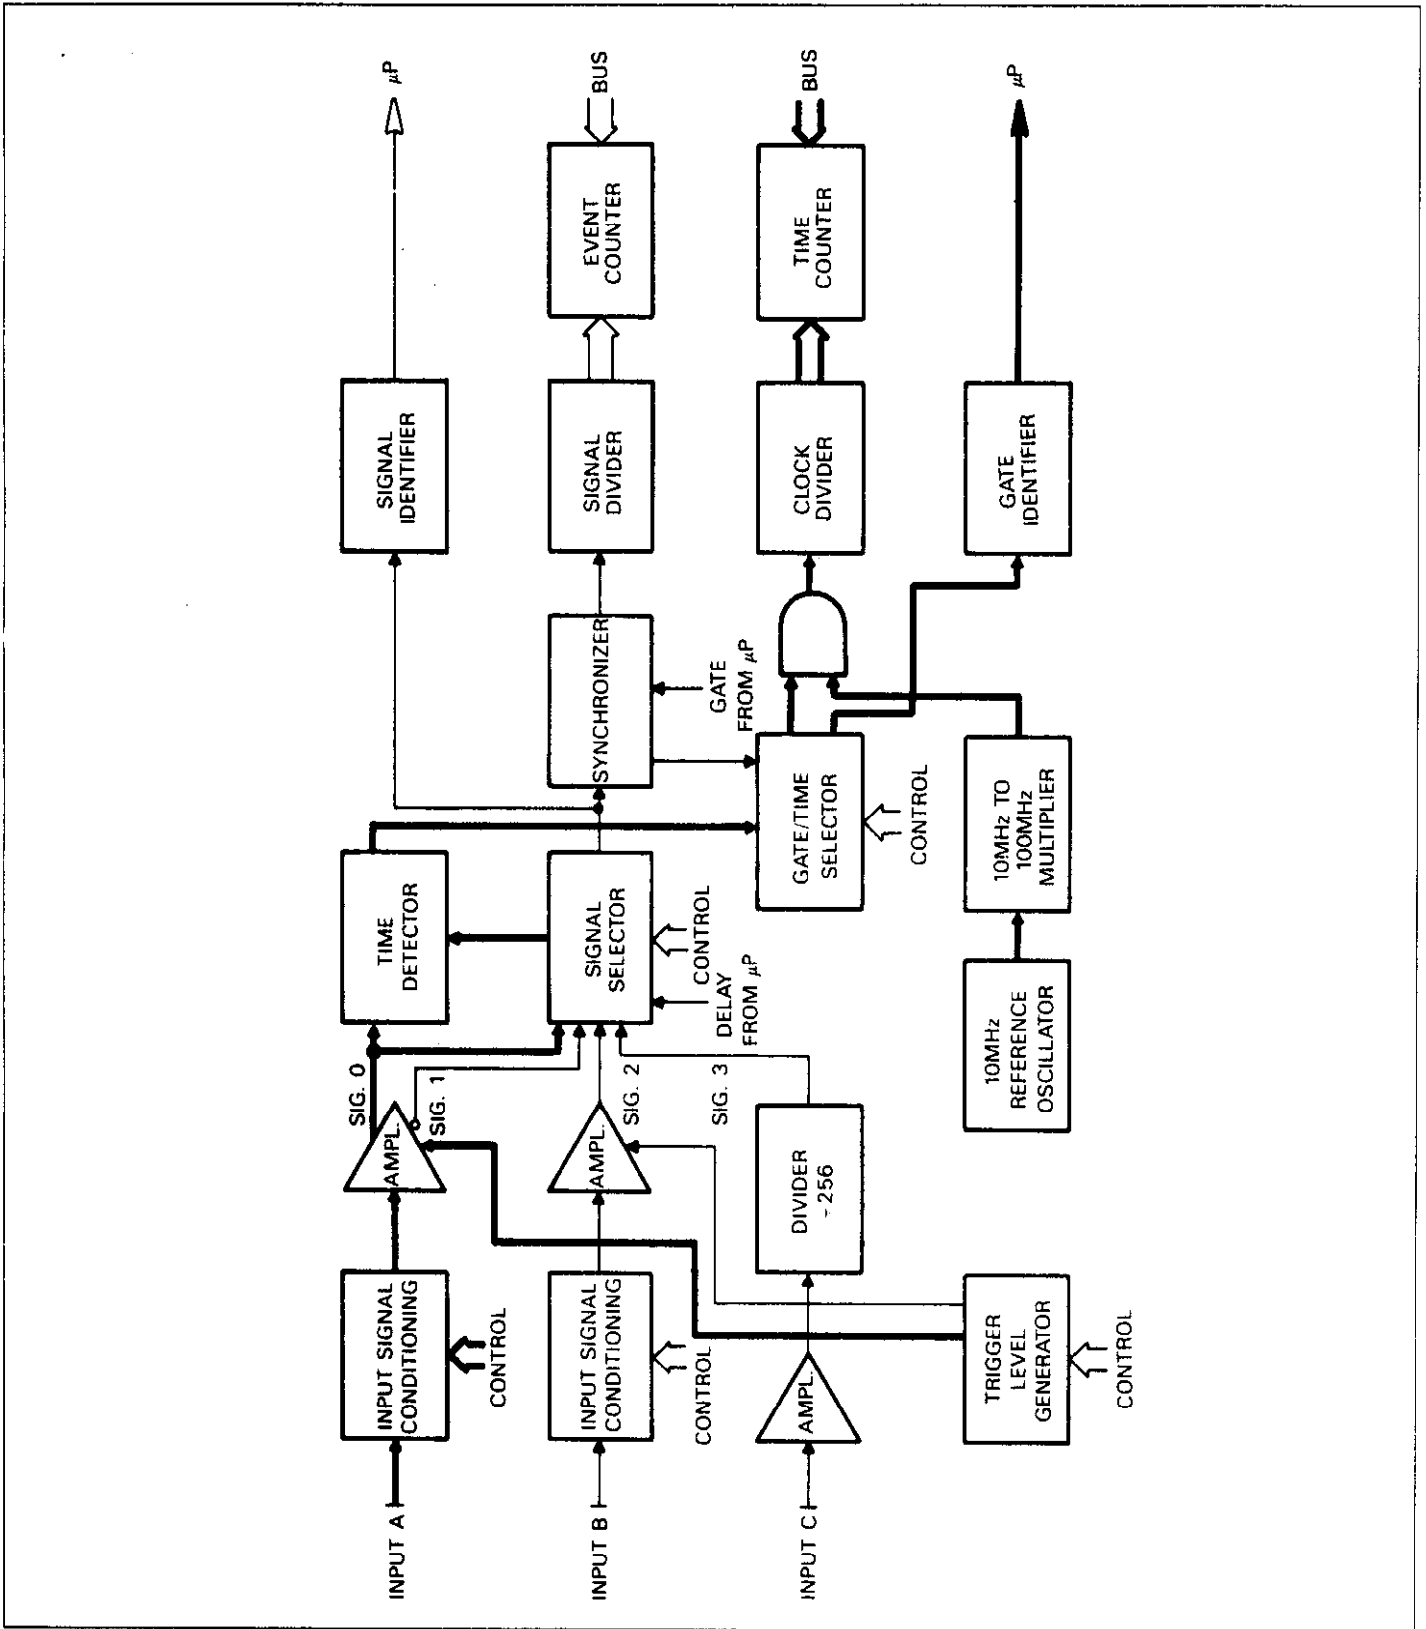 INPUT A
INPUT SIGNAL
CONDITIONING
CONTROL
AMPL.
SIG. 0
SIG. 1
TIME
DETECTOR
SIGNAL
IDENTIFIER
μP
INPUT B
INPUT SIGNAL
CONDITIONING
CONTROL
AMPL.
SIG. 2
SIG. 3
SIGNAL
SELECTOR
DELAY
FROM μP
CONTROL
SYNCHRONIZER
GATE
FROM μP
SIGNAL
DIVIDER
EVENT
COUNTER
BUS
INPUT C
AMPL.
DIVIDER
÷256
GATE/TIME
SELECTOR
CONTROL
CLOCK
DIVIDER
TIME
COUNTER
BUS
TRIGGER
LEVEL
GENERATOR
CONTROL
10MHz
REFERENCE
OSCILLATOR
10MHz TO
100MHz
MULTIPLIER
GATE
IDENTIFIER
μP